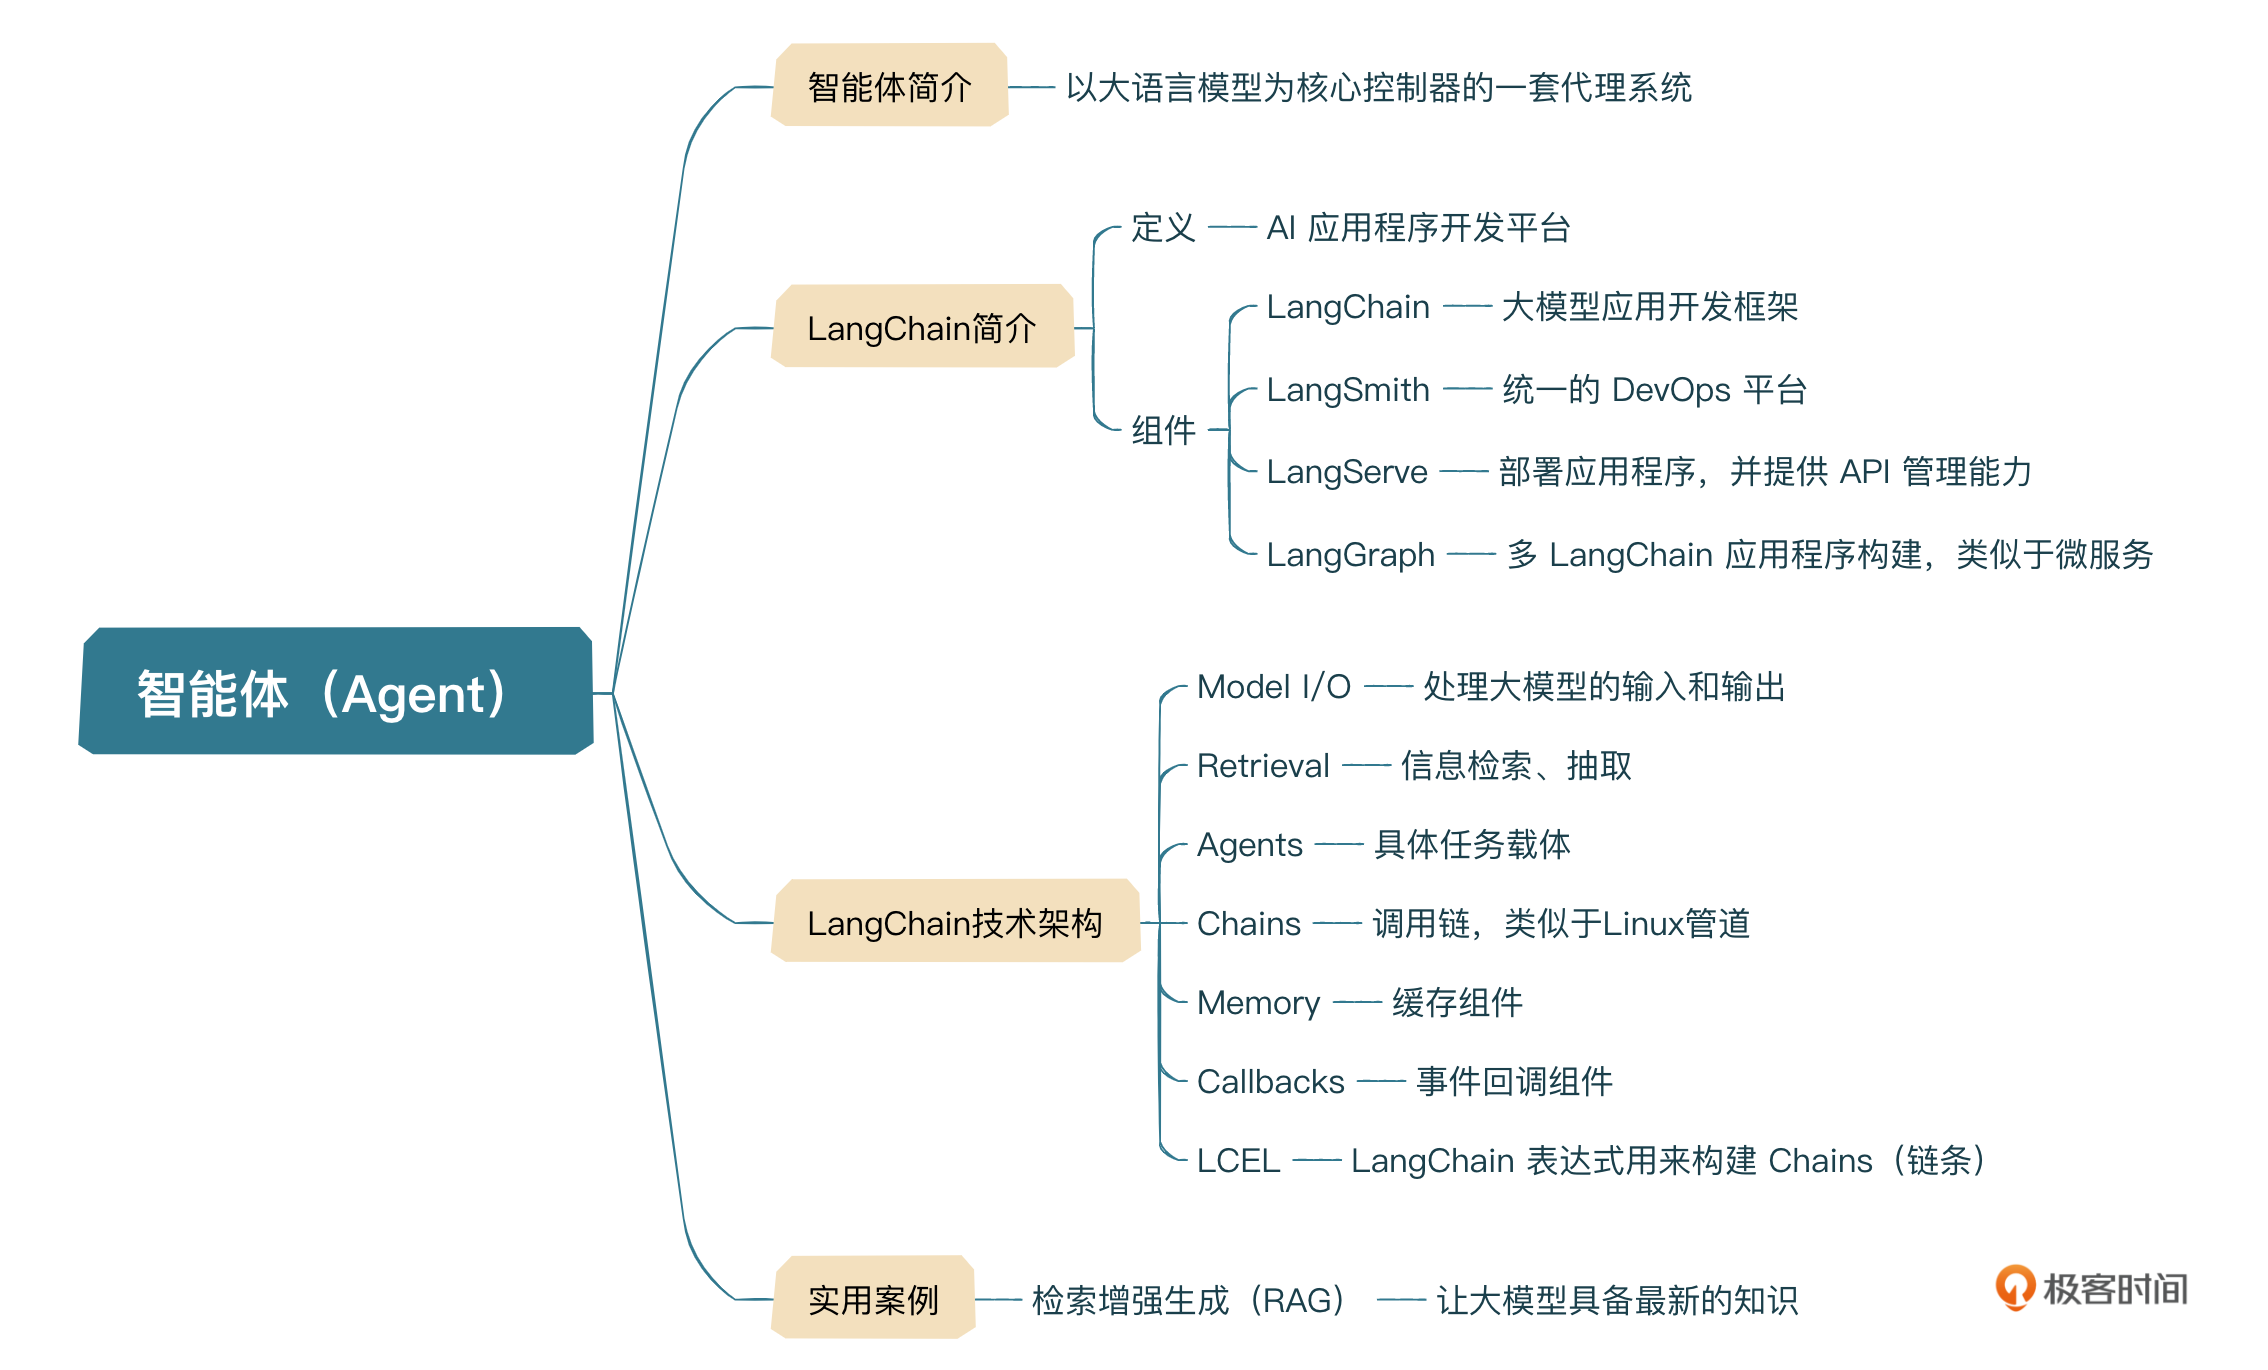 智能体（Agent）
智能体简介
以大语言模型为核心控制器的一套代理系统
LangChain简介
定义
AI 应用程序开发平台
组件
LangChain
大模型应用开发框架
LangSmith
统一的 DevOps 平台
LangServe
部署应用程序，并提供 API 管理能力
LangGraph
多 LangChain 应用程序构建，类似于微服务
LangChain技术架构
Model I/O
处理大模型的输入和输出
Retrieval
信息检索、抽取
Agents
具体任务载体
Chains
调用链，类似于Linux管道
Memory
缓存组件
Callbacks
事件回调组件
LCEL
LangChain 表达式用来构建 Chains（链条）
实用案例
检索增强生成（RAG）
让大模型具备最新的知识
极客时间